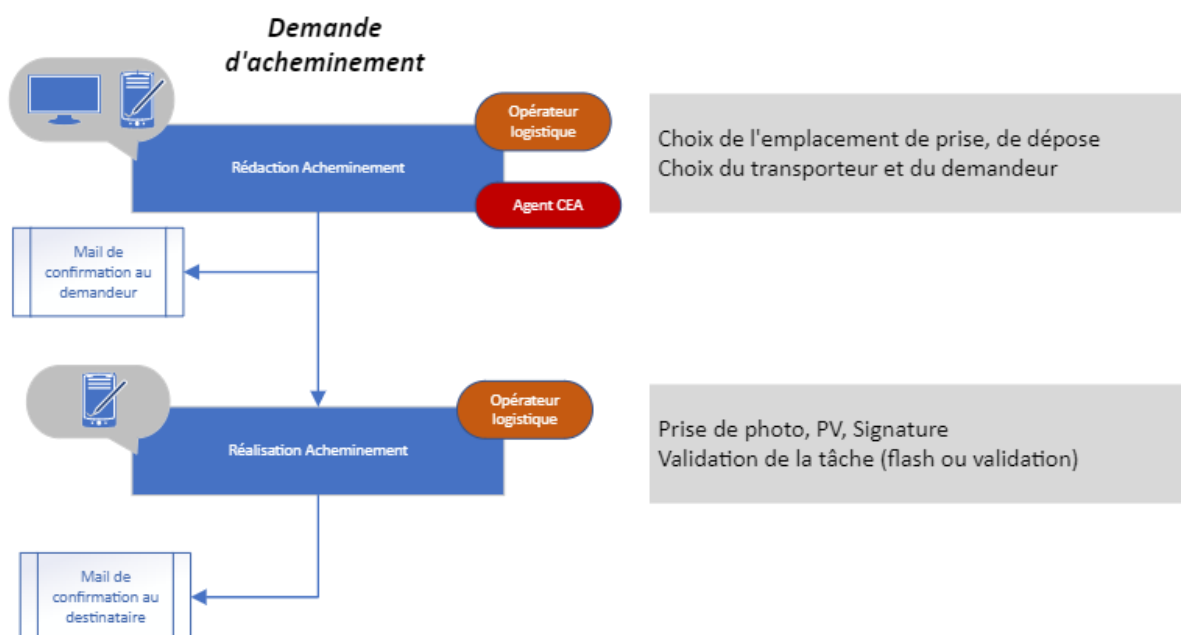 Demande
d'acheminement
Opérateur
logistique
Rédaction Acheminement
Agent CEA
Choix de l'emplacement de prise, de dépose
Choix du transporteur et du demandeur
Mail de
confirmation au
demandeur
Opérateur
logistique
Réalisation Acheminement
Prise de photo, PV, Signature
Validation de la tâche (flash ou validation)
Mail de
confirmation au
destinataire